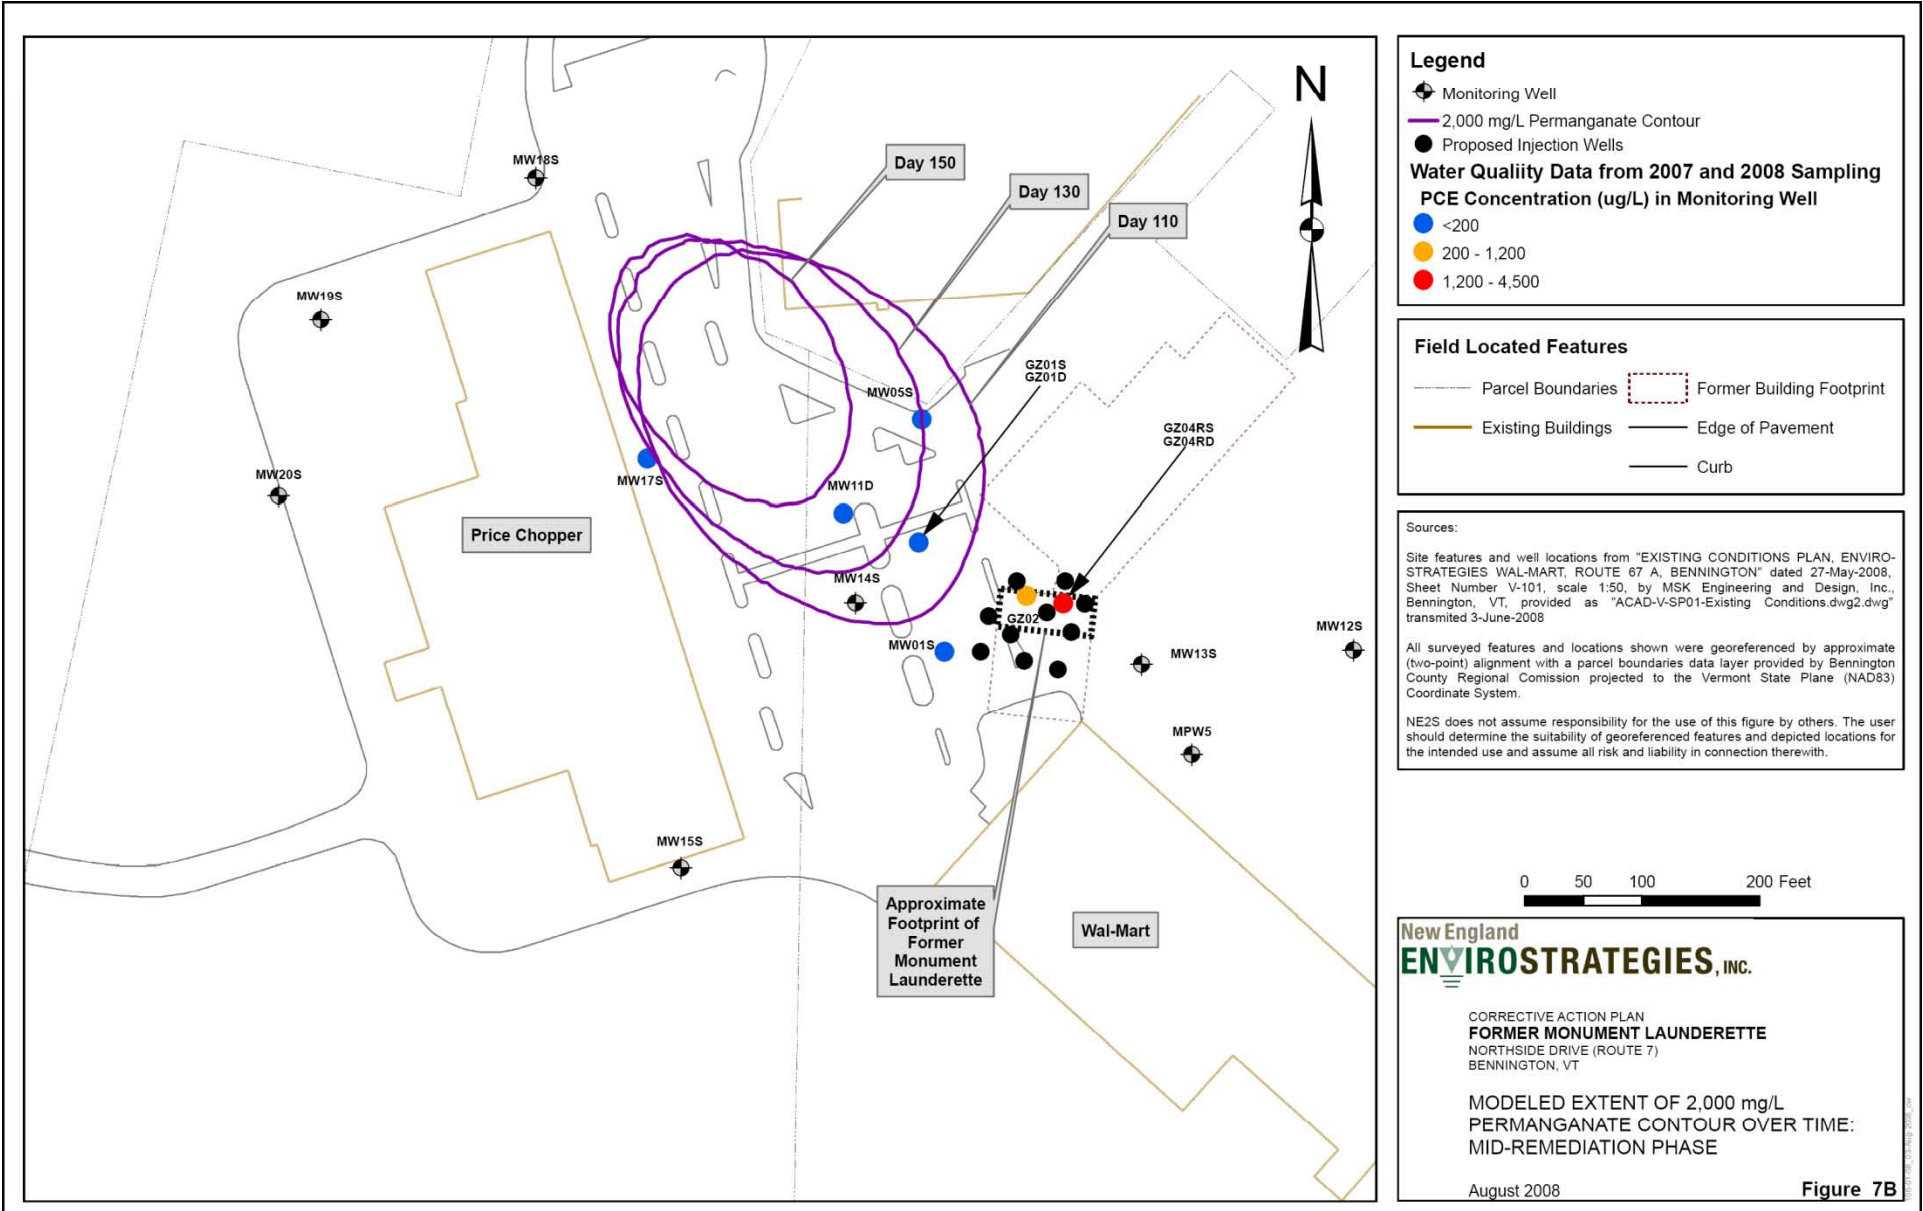 N
MW18S
Day 150
Day 130
Day 110
MW19S
GZ01S
GZ01D
MW05S
GZ04RS
GZ04RD
MW20S
MW17S
MW11D
Price Chopper
MW14S
GZ02
MW01S
MW12S
MW13S
MPW5
MW15S
Approximate
Footprint of
Former
Monument
Launderette
Wal-Mart
Legend
Monitoring Well
2,000 mg/L Permanganate Contour
Proposed Injection Wells
Water Qualiity Data from 2007 and 2008 Sampling
PCE Concentration (ug/L) in Monitoring Well
<200
200 - 1,200
1,200 - 4,500
Field Located Features
Parcel Boundaries
Former Building Footprint
Existing Buildings
Edge of Pavement
Curb
Sources:
Site features and well locations from "EXISTING CONDITIONS PLAN, ENVIRO-
STRATEGIES WAL-MART, ROUTE 67 A, BENNINGTON" dated 27-May-2008,
Sheet Number V-101, scale 1:50, by MSK Engineering and Design, Inc.,
Bennington, VT, provided as "ACAD-V-SP01-Existing Conditions.dwg2.dwg"
transmited 3-June-2008
All surveyed features and locations shown were georeferenced by approximate
(two-point) alignment with a parcel boundaries data layer provided by Bennington
County Regional Comission projected to the Vermont State Plane (NAD83)
Coordinate System.
NE2S does not assume responsibility for the use of this figure by others. The user
should determine the suitability of georeferenced features and depicted locations for
the intended use and assume all risk and liability in connection therewith.
0 50 100 200 Feet
New England
ENVIROSTRATEGIES, INC.
CORRECTIVE ACTION PLAN
FORMER MONUMENT LAUNDERETTE
NORTHSIDE DRIVE (ROUTE 7)
BENNINGTON, VT
MODELED EXTENT OF 2,000 mg/L
PERMANGANATE CONTOUR OVER TIME:
MID-REMEDIATION PHASE
August 2008
Figure 7B